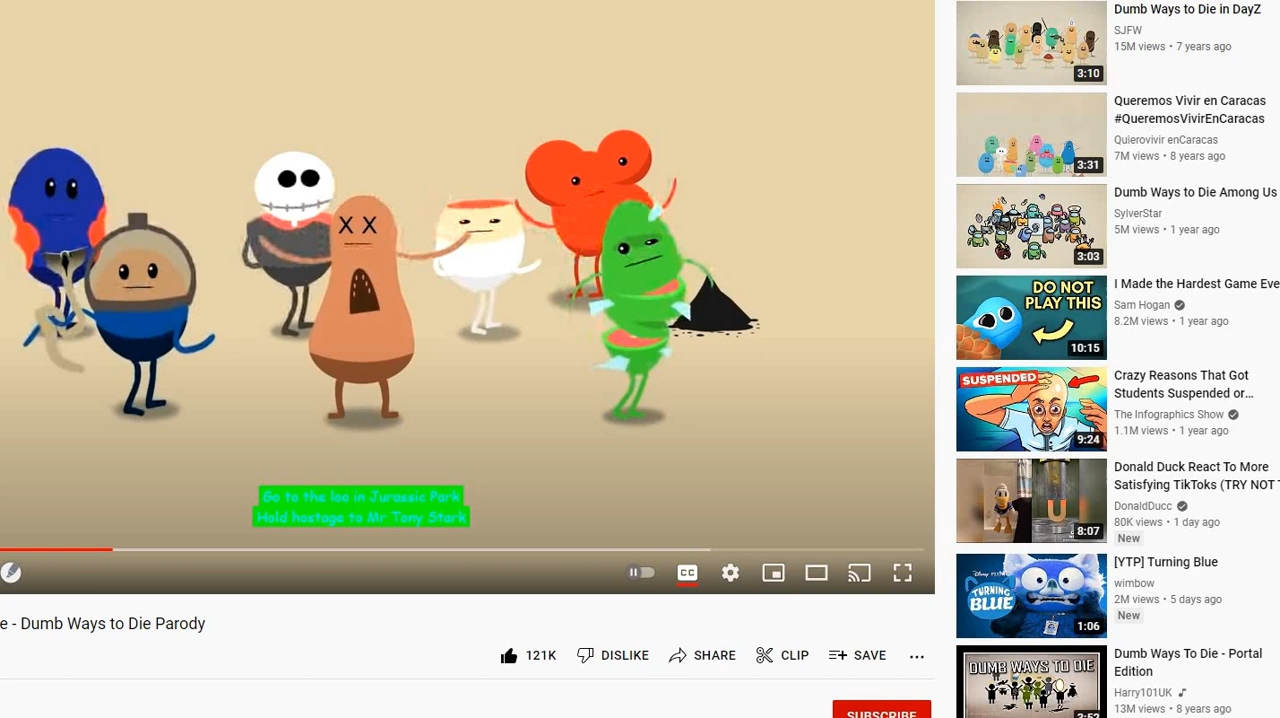 Go to the loo in Jurassic Park
Hold hostage to Mr Tony Stark
CC
e - Dumb Ways to Die Parody
121K
DISLIKE
SHARE
CLIP
SAVE
SUBSCRIBE
Dumb Ways to Die in DayZ
SJFW
15M views • 7 years ago
3:10
Queremos Vivir en Caracas
#QueremosVivirEnCaracas
Quierovivir enCaracas
7M views • 8 years ago
3:31
Dumb Ways to Die Among Us
SylverStar
5M views • 1 year ago
3:03
DO NOT
PLAY THIS
10:15
I Made the Hardest Game Eve
Sam Hogan
8.2M views • 1 year ago
SUSPENDED
9:24
Crazy Reasons That Got
Students Suspended or...
The Infographics Show
1.1M views • 1 year ago
8:07
Donald Duck React To More
Satisfying TikToks (TRY NOT T
DonaldDucc
80K views • 1 day ago
New
TURNING
BLUE
1:06
[YTP] Turning Blue
wimbow
2M views • 5 days ago
New
DUMB WAYS TO DIE
3:52
Dumb Ways To Die - Portal
Edition
Harry101UK
13M views • 8 years ago